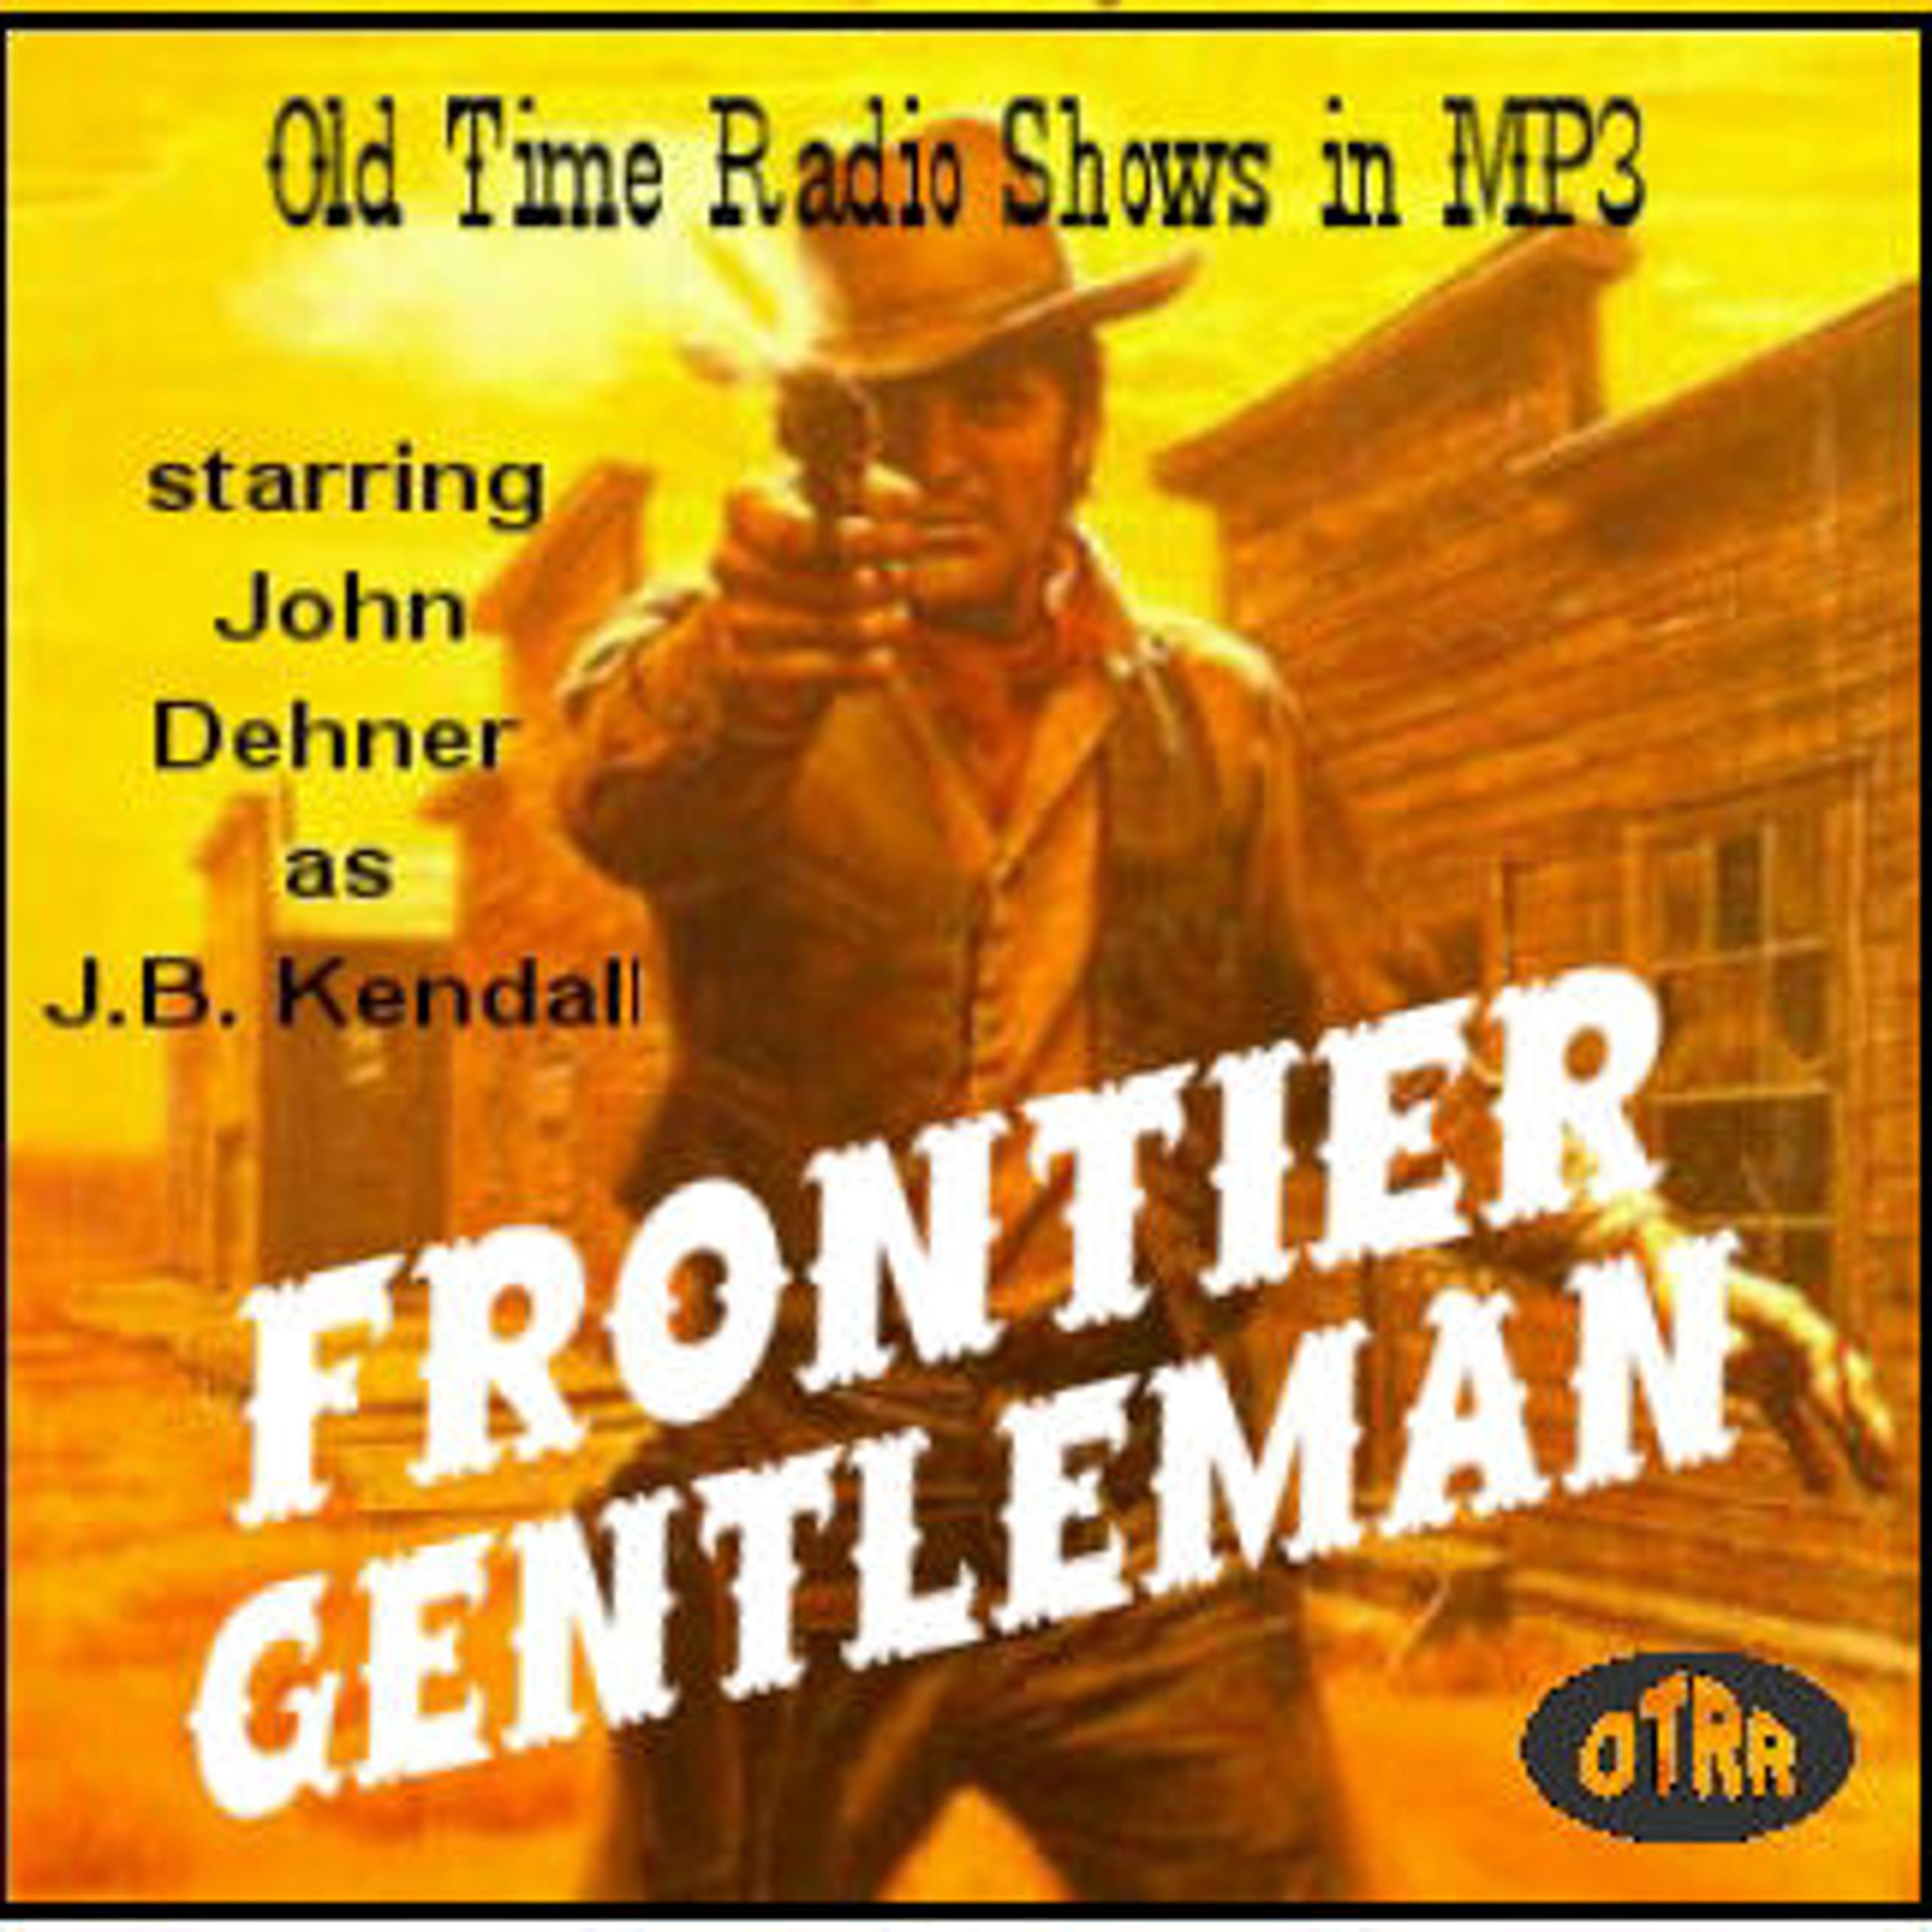 Old Time Radio Shows in MP3
starring
John
Dehner
as
J.B. Kendall
FRONTIER
GENTLEMAN
OTRR